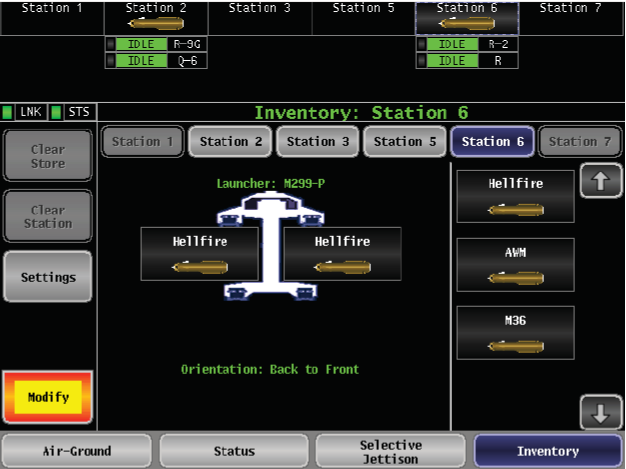 Station 1 Station 2 Station 3 Station 5 Station 6 Station 7
IDLE R-9G IDLE R-2
IDLE Q-6 IDLE R
LNK STS Inventory: Station 6
Clear Store
Station 1 Station 2 Station 3 Station 5 Station 6 Station 7
Launcher: M299-P
Hellfire
Clear Station
Hellfire Hellfire
AWM
Settings
M36
Orientation: Back to Front
Modify
Air-Ground Status Selective Jettison Inventory